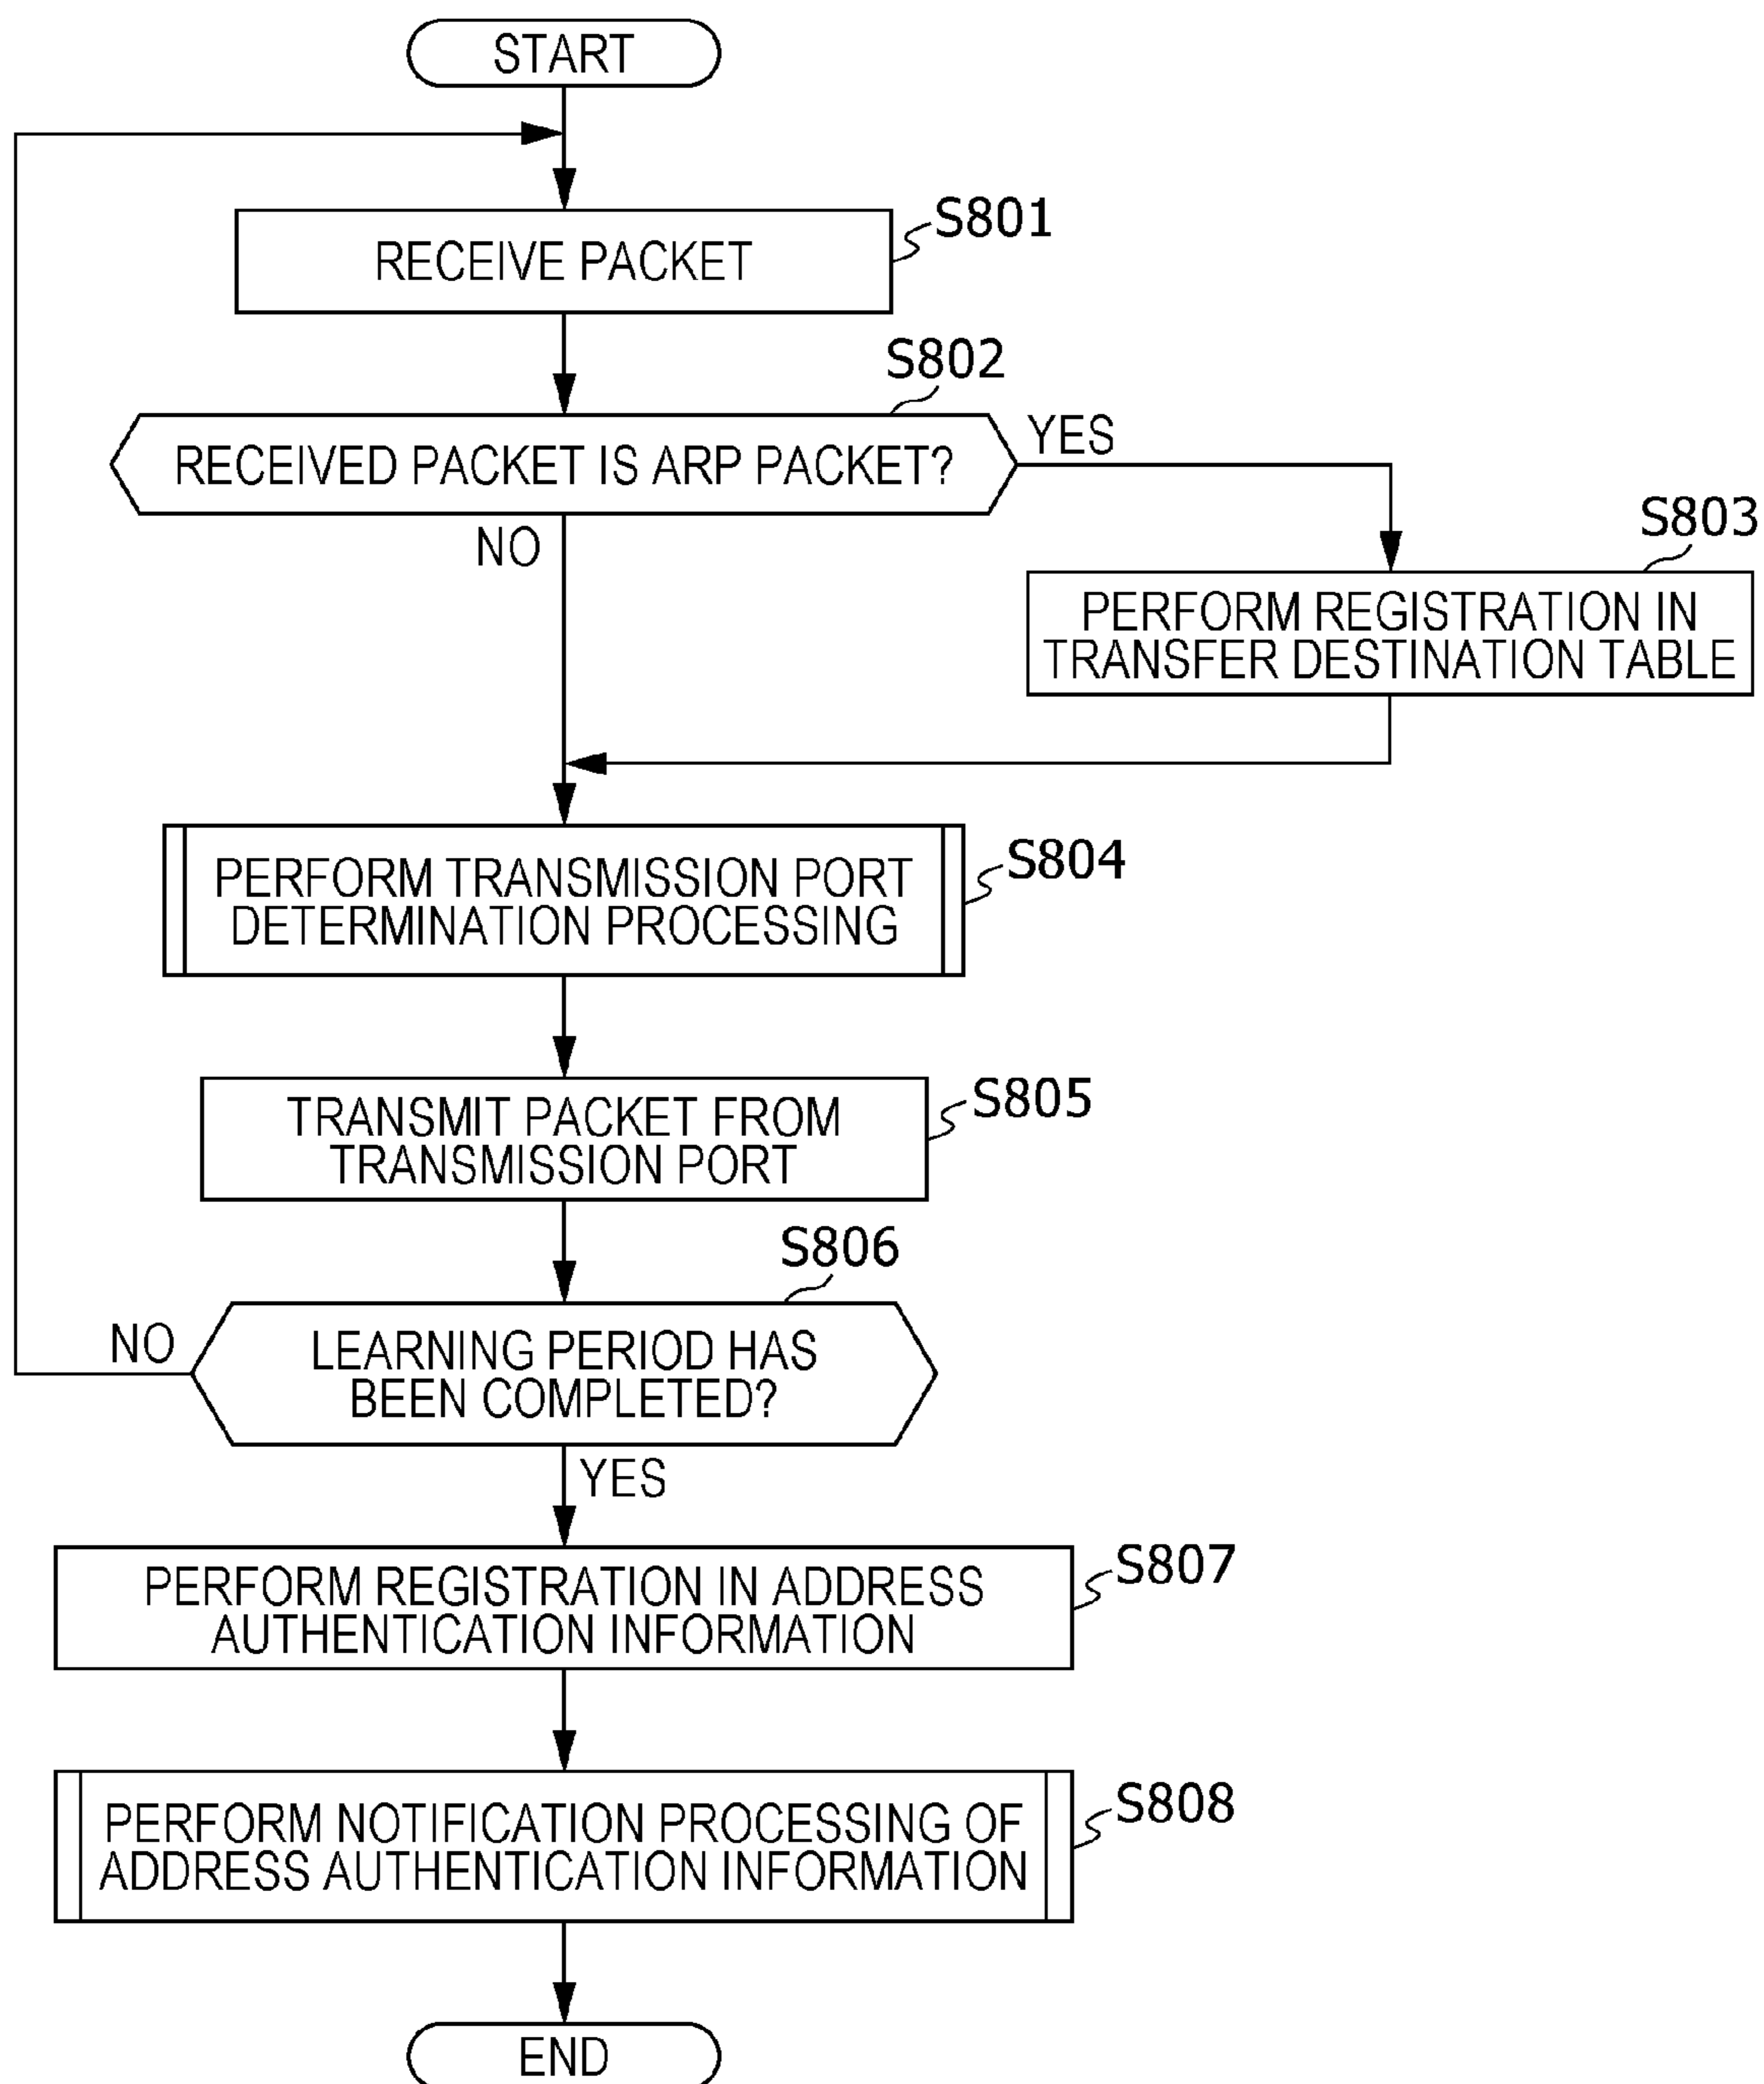 START
S801
RECEIVE PACKET
S802
RECEIVED PACKET IS ARP PACKET?
YES
NO
S803
PERFORM REGISTRATION IN
TRANSFER DESTINATION TABLE
S804
PERFORM TRANSMISSION PORT
DETERMINATION PROCESSING
S805
TRANSMIT PACKET FROM
TRANSMISSION PORT
S806
NO
LEARNING PERIOD HAS
BEEN COMPLETED?
YES
S807
PERFORM REGISTRATION IN ADDRESS
AUTHENTICATION INFORMATION
S808
PERFORM NOTIFICATION PROCESSING OF
ADDRESS AUTHENTICATION INFORMATION
END